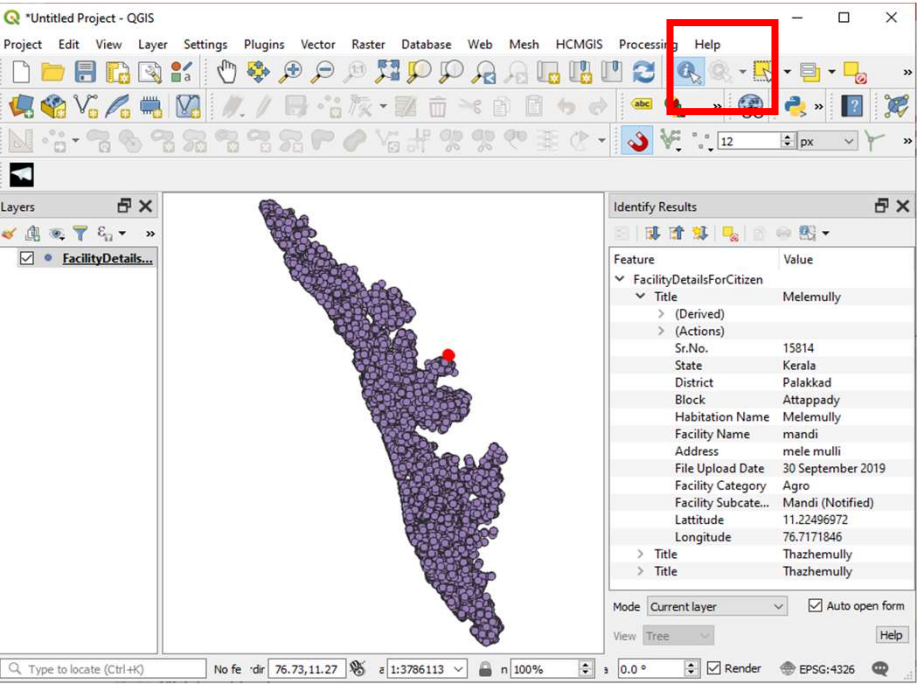 *Untitled Project - QGIS
Project Edit View Layer Settings Plugins Vector Raster Database Web Mesh HCMGIS Processing Help
abc
12 px
Layers
FacilityDetails...
Identify Results
Feature Value
FacilityDetailsForCitizen
Title Melemully
(Derived)
(Actions)
Sr.No. 15814
State Kerala
District Palakkad
Block Attappady
Habitation Name Melemully
Facility Name mandi
Address mele mulli
File Upload Date 30 September 2019
Facility Category Agro
Facility Subcate... Mandi (Notified)
Lattitude 11.22496972
Longitude 76.7171846
Title Thazhemully
Title Thazhemully
Mode Current layer Auto open form
View Tree Help
Type to locate (Ctrl+K) No fe dir 76.73,11.27 1:3786113 n 100% 0.0 ° Render EPSG:4326